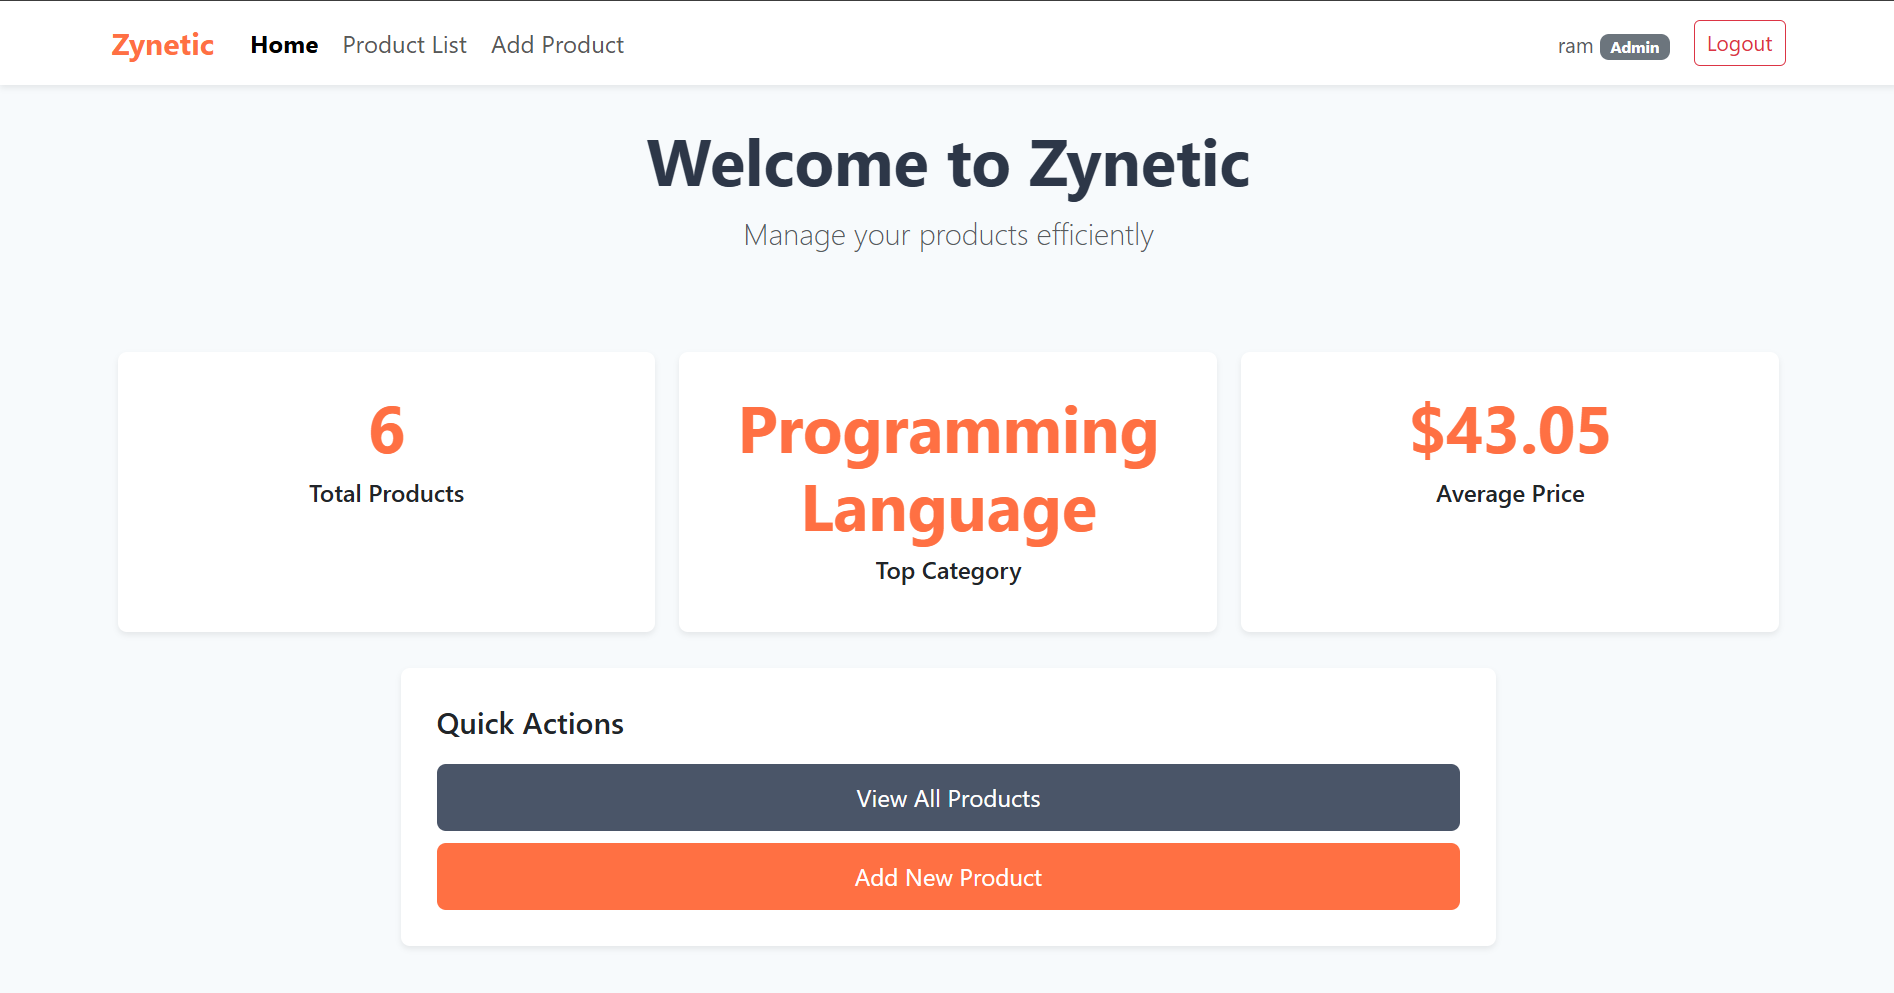 Zynetic Home Product List Add Product ram Admin Logout
Welcome to Zynetic
Manage your products efficiently
6
Total Products
Programming
Language
Top Category
$43.05
Average Price
Quick Actions
View All Products
Add New Product